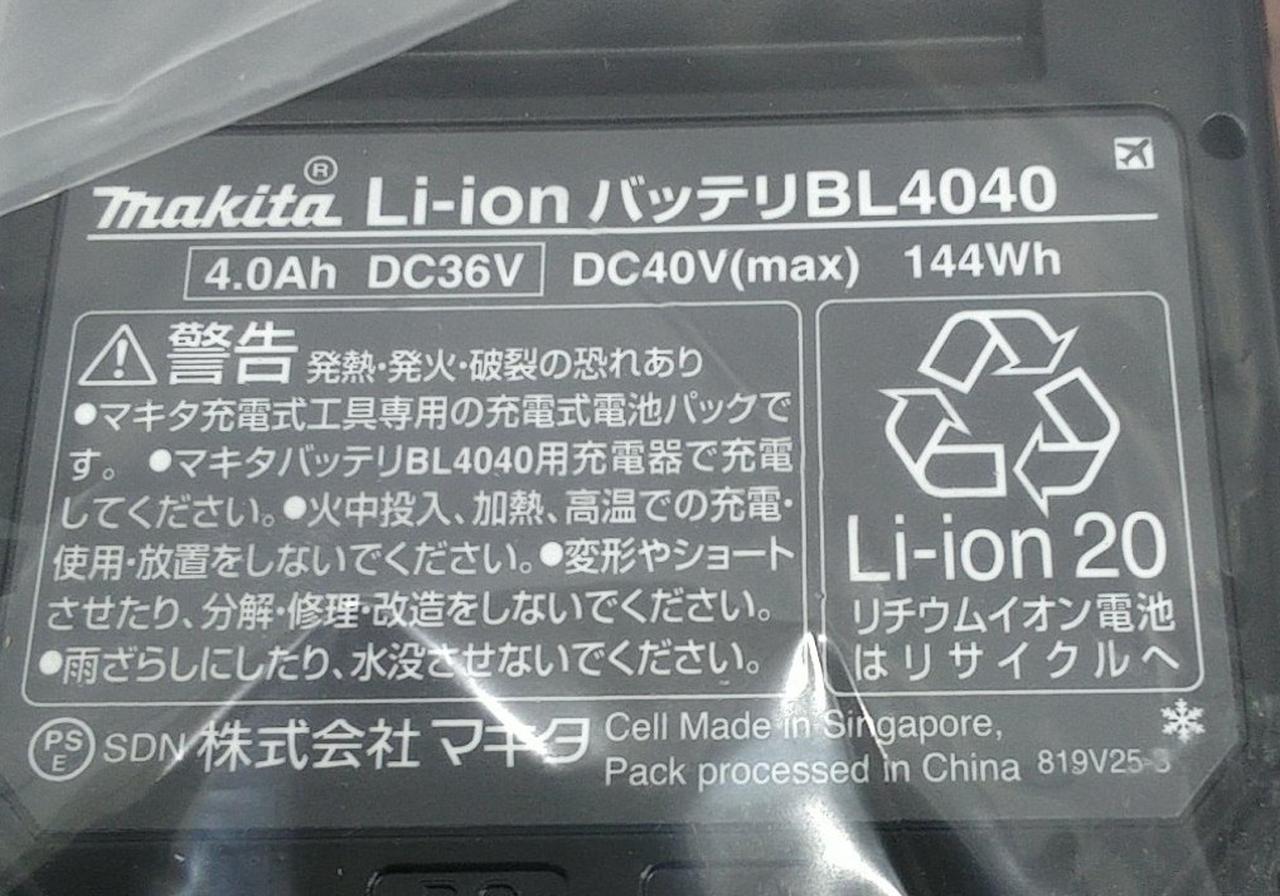 makita® Li-ion バッテリBL4040
4.0Ah DC36V DC40V(max) 144Wh
警告 発熱・発火・破裂の恐れあり
●マキタ充電式工具専用の充電式電池パックで
す。 ●マキタバッテリBL4040用充電器で充電
してください。●火中投入、加熱、高温での充電・
使用・放置をしないでください。●変形やショート
させたり、分解・修理・改造をしないでください。
●雨ざらしにしたり、水没させないでください。
Li-ion 20
リチウムイオン電池
はリサイクルへ
PSE SDN 株式会社 マキタ
Cell Made in Singapore,
Pack processed in China 819V25-3